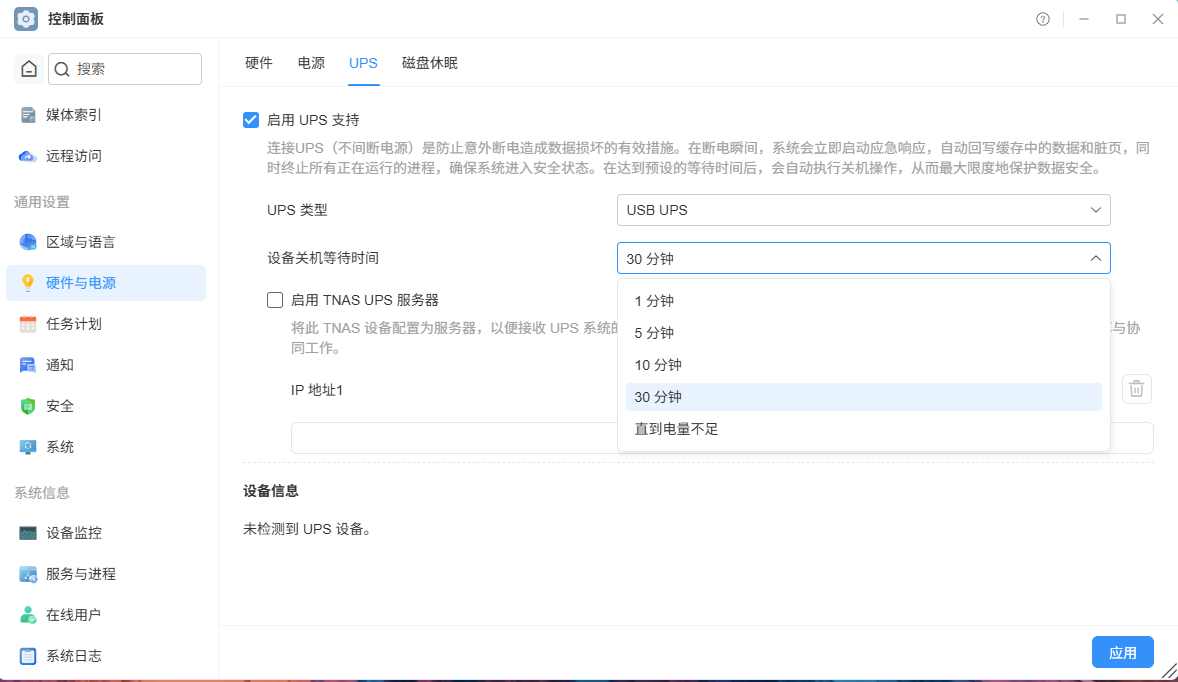 控制面板
搜索
媒体索引
远程访问
通用设置
区域与语言
硬件与电源
任务计划
通知
安全
系统
系统信息
设备监控
服务与进程
在线用户
系统日志
硬件 电源 UPS 磁盘休眠
启用 UPS 支持
连接UPS（不间断电源）是防止意外断电造成数据损坏的有效措施。在断电瞬间，系统会立即启动应急响应，自动回写缓存中的数据和脏页，同
时终止所有正在运行的进程，确保系统进入安全状态。在达到预设的等待时间后，会自动执行关机操作，从而最大限度地保护数据安全。
UPS 类型 USB UPS
设备关机等待时间 30 分钟
1 分钟
5 分钟
10 分钟
30 分钟
直到电量不足
启用 TNAS UPS 服务器
将此 TNAS 设备配置为服务器，以便接收 UPS 系统的 与协
同工作。
IP 地址1
设备信息
未检测到 UPS 设备。
应用